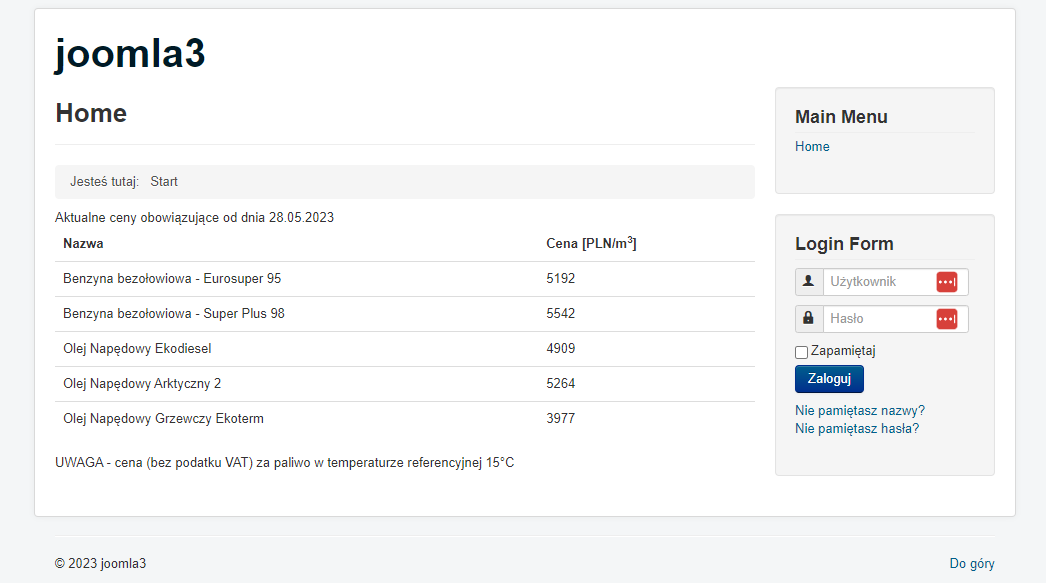 joomla3
Home
Jesteś tutaj: Start
Aktualne ceny obowiązujące od dnia 28.05.2023
Nazwa Cena [PLN/m³]
Benzyna bezołowiowa - Eurosuper 95 5192
Benzyna bezołowiowa - Super Plus 98 5542
Olej Napędowy Ekodiesel 4909
Olej Napędowy Arktyczny 2 5264
Olej Napędowy Grzewczy Ekoterm 3977
UWAGA - cena (bez podatku VAT) za paliwo w temperaturze referencyjnej 15°C
Main Menu
Home
Login Form
Użytkownik
Hasło
Zapamiętaj
Zaloguj
Nie pamiętasz nazwy?
Nie pamiętasz hasła?
© 2023 joomla3
Do góry